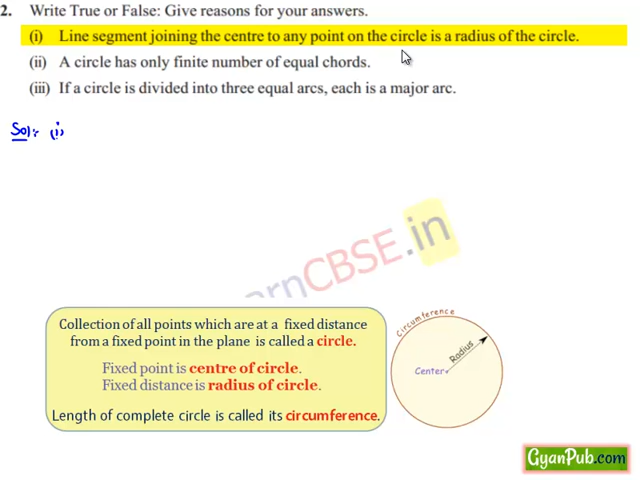 2. Write True or False: Give reasons for your answers.
(i) Line segment joining the centre to any point on the circle is a radius of the circle.
(ii) A circle has only finite number of equal chords.
(iii) If a circle is divided into three equal arcs, each is a major arc.
Sol: (i)
arnCBSE.in
Collection of all points which are at a fixed distance
from a fixed point in the plane is called a circle.
Fixed point is centre of circle.
Fixed distance is radius of circle.
Length of complete circle is called its circumference.
Circumference
Radius
Center
GyanPub.com